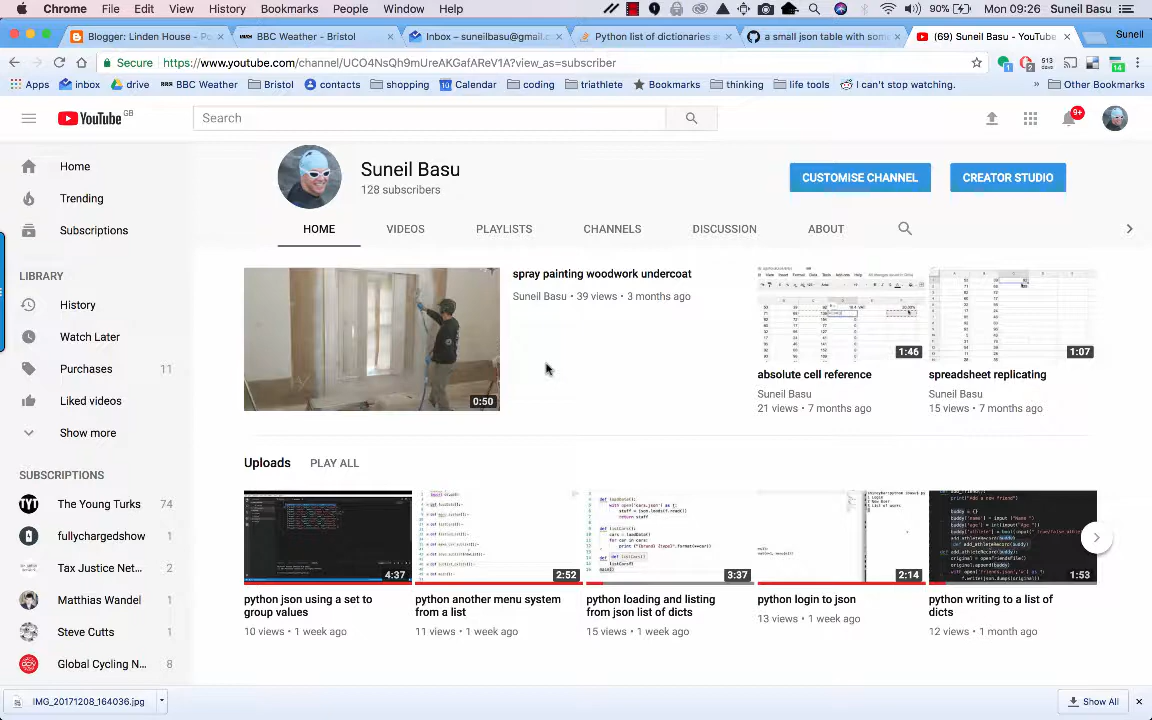 Chrome File Edit View History Bookmarks People Window Help 90% Mon 09:26 Suneil Basu
Blogger: Linden House - Po
BBC Weather - Bristol
Inbox – suneilbasu@gmail.c
Python list of dictionaries s
a small json table with som
(69) Suneil Basu - YouTube
Sunell
Secure https://www.youtube.com/channel/UCO4NsQh9mUreAKGafAReV1A?view_as=subscriber
513
14
Apps inbox drive BBC Weather Bristol contacts shopping Calendar coding triathlete Bookmarks thinking life tools I can't stop watching. » Other Bookmarks
YouTube GB
Search
9+
Home
Trending
Subscriptions
LIBRARY
History
Watch Later
Purchases 11
Liked videos
Show more
SUBSCRIPTIONS
The Young Turks 74
fullychargedshow
Tax Justice Net... 2
Matthias Wandel 1
Steve Cutts 1
Global Cycling N... 8
Suneil Basu
128 subscribers
CUSTOMISE CHANNEL
CREATOR STUDIO
HOME VIDEOS PLAYLISTS CHANNELS DISCUSSION ABOUT
0:50
spray painting woodwork undercoat
Suneil Basu • 39 views • 3 months ago
1:46
absolute cell reference
Suneil Basu
21 views • 7 months ago
1:07
spreadsheet replicating
Suneil Basu
15 views • 7 months ago
Uploads PLAY ALL
4:37
python json using a set to
group values
10 views • 1 week ago
2:52
python another menu system
from a list
11 views • 1 week ago
3:37
python loading and listing
from json list of dicts
15 views • 1 week ago
2:14
python login to json
13 views • 1 week ago
1:53
python writing to a list of
dicts
12 views • 1 month ago
IMG_20171208_164036.jpg
Show All